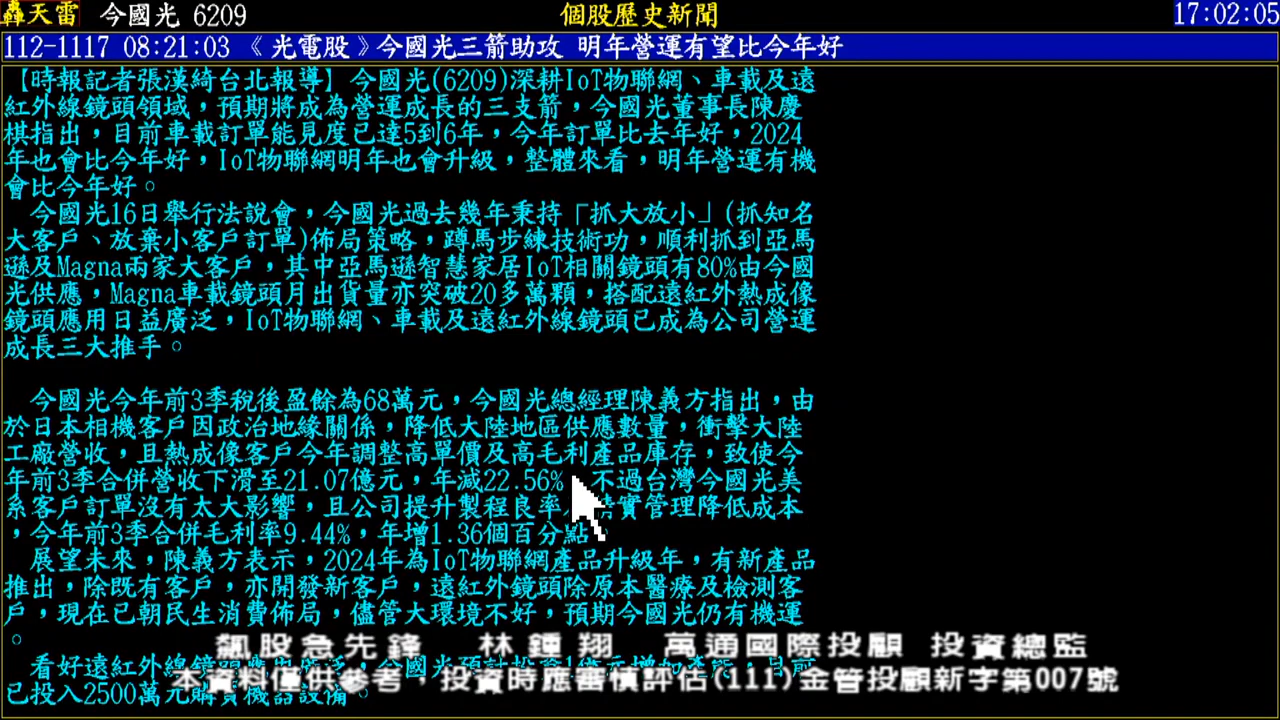 轟天雷 今國光 6209 個股歷史新聞 17:02:05
112-1117 08:21:03 《光電股》今國光三箭助攻 明年營運有望比今年好
【時報記者張漢綺台北報導】今國光(6209)深耕IoT物聯網、車載及遠
紅外線鏡頭領域，預期將成為營運成長的三支箭，今國光董事長陳慶
棋指出，目前車載訂單能見度已達5到6年，今年訂單比去年好，2024
年也會比今年好，IoT物聯網明年也會升級，整體來看，明年營運有機
會比今年好。
今國光16日舉行法說會，今國光過去幾年秉持「抓大放小」(抓知名
大客戶、放棄小客戶訂單)佈局策略，蹲馬步練技術功，順利抓到亞馬
遜及Magna兩家大客戶，其中亞馬遜智慧家居IoT相關鏡頭有80%由今國
光供應，Magna車載鏡頭月出貨量亦突破20多萬顆，搭配遠紅外熱成像
鏡頭應用日益廣泛，IoT物聯網、車載及遠紅外線鏡頭已成為公司營運
成長三大推手。
今國光今年前3季稅後盈餘為68萬元，今國光總經理陳義方指出，由
於日本相機客戶因政治地緣關係，降低大陸地區供應數量，衝擊大陸
工廠營收，且熱成像客戶今年調整高單價及高毛利產品庫存，致使今
年前3季合併營收下滑至21.07億元，年減22.56% 不過台灣今國光美
系客戶訂單沒有太大影響，且公司提升製程良率 實管理降低成本
，今年前3季合併毛利率9.44%，年增1.36個百分點
展望未來，陳義方表示，2024年為IoT物聯網產品升級年，有新產品
推出，除既有客戶，亦開發新客戶，遠紅外鏡頭除原本醫療及檢測客
戶，現在已朝民生消費佈局，儘管大環境不好，預期今國光仍有機運
。
飆股急先鋒 林鍾翔 萬通國際投顧 投資總監
看好遠紅外線
本資料僅供參考，投資時應審慎評估(111)金管投顧新字第007號
已投入2500萬元購買機器設備。